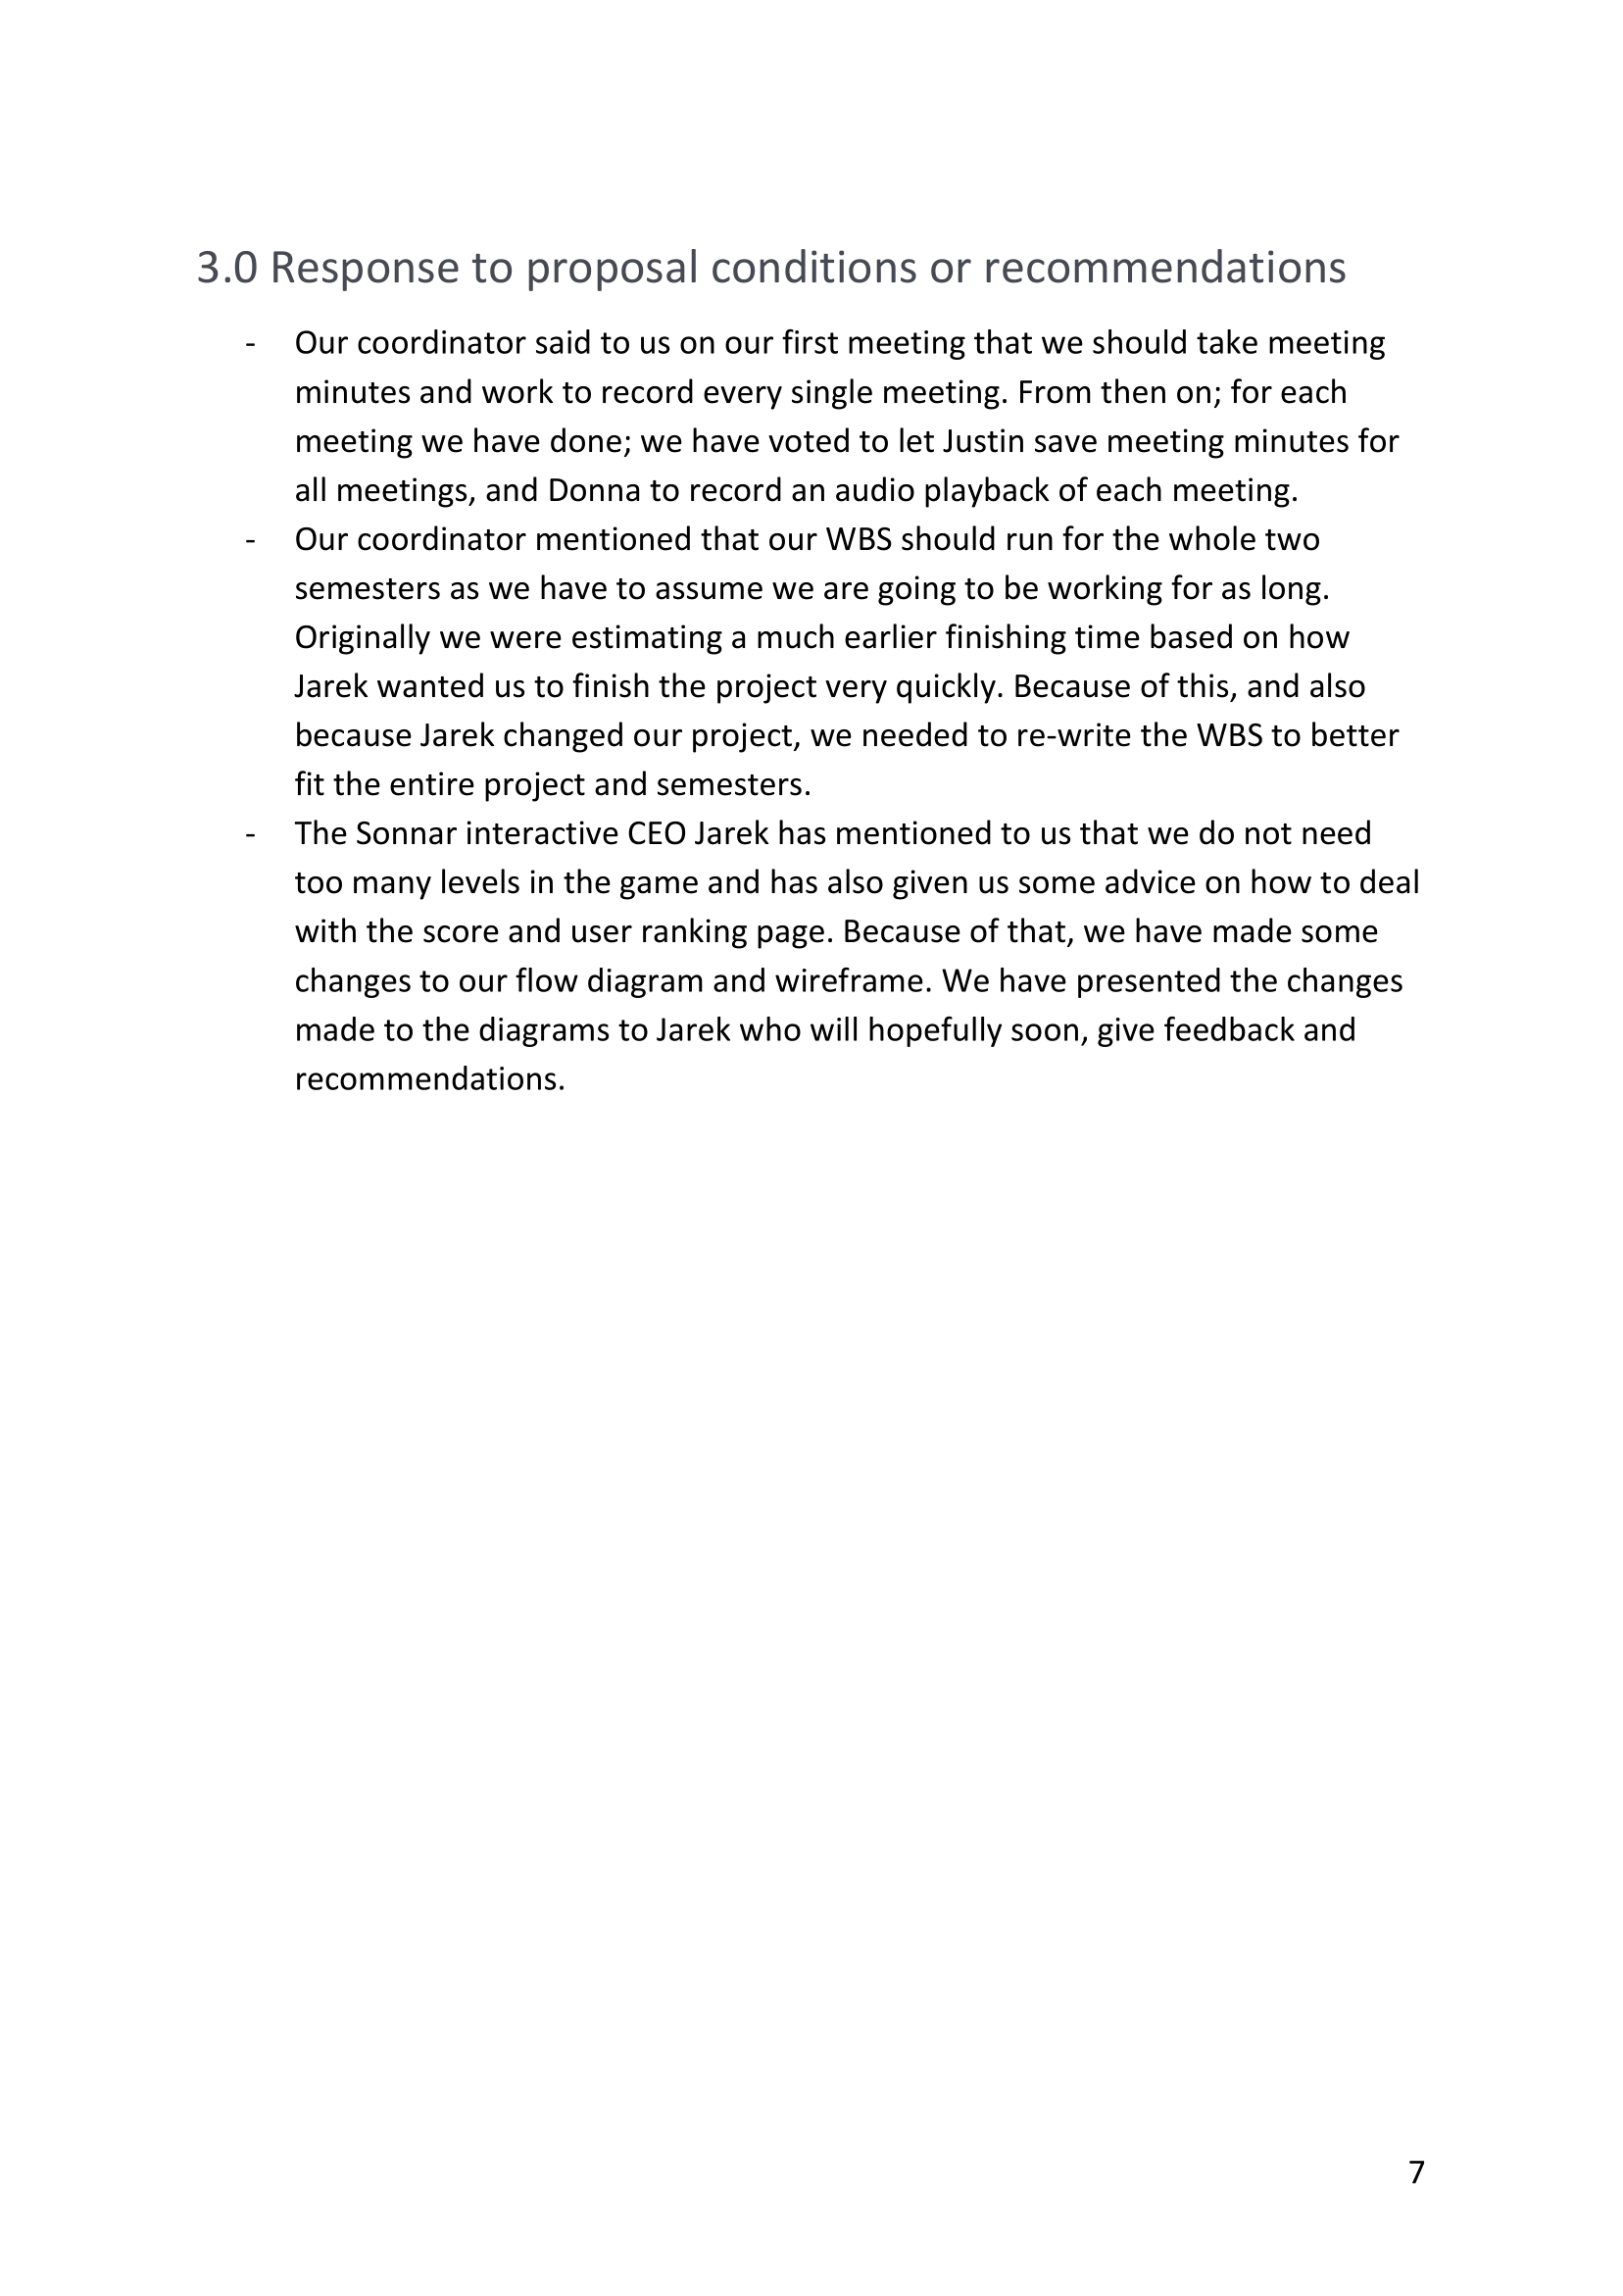 3.0 Response to proposal conditions or recommendations
- Our coordinator said to us on our first meeting that we should take meeting
minutes and work to record every single meeting. From then on; for each
meeting we have done; we have voted to let Justin save meeting minutes for
all meetings, and Donna to record an audio playback of each meeting.
- Our coordinator mentioned that our WBS should run for the whole two
semesters as we have to assume we are going to be working for as long.
Originally we were estimating a much earlier finishing time based on how
Jarek wanted us to finish the project very quickly. Because of this, and also
because Jarek changed our project, we needed to re-write the WBS to better
fit the entire project and semesters.
- The Sonnar interactive CEO Jarek has mentioned to us that we do not need
too many levels in the game and has also given us some advice on how to deal
with the score and user ranking page. Because of that, we have made some
changes to our flow diagram and wireframe. We have presented the changes
made to the diagrams to Jarek who will hopefully soon, give feedback and
recommendations.
7